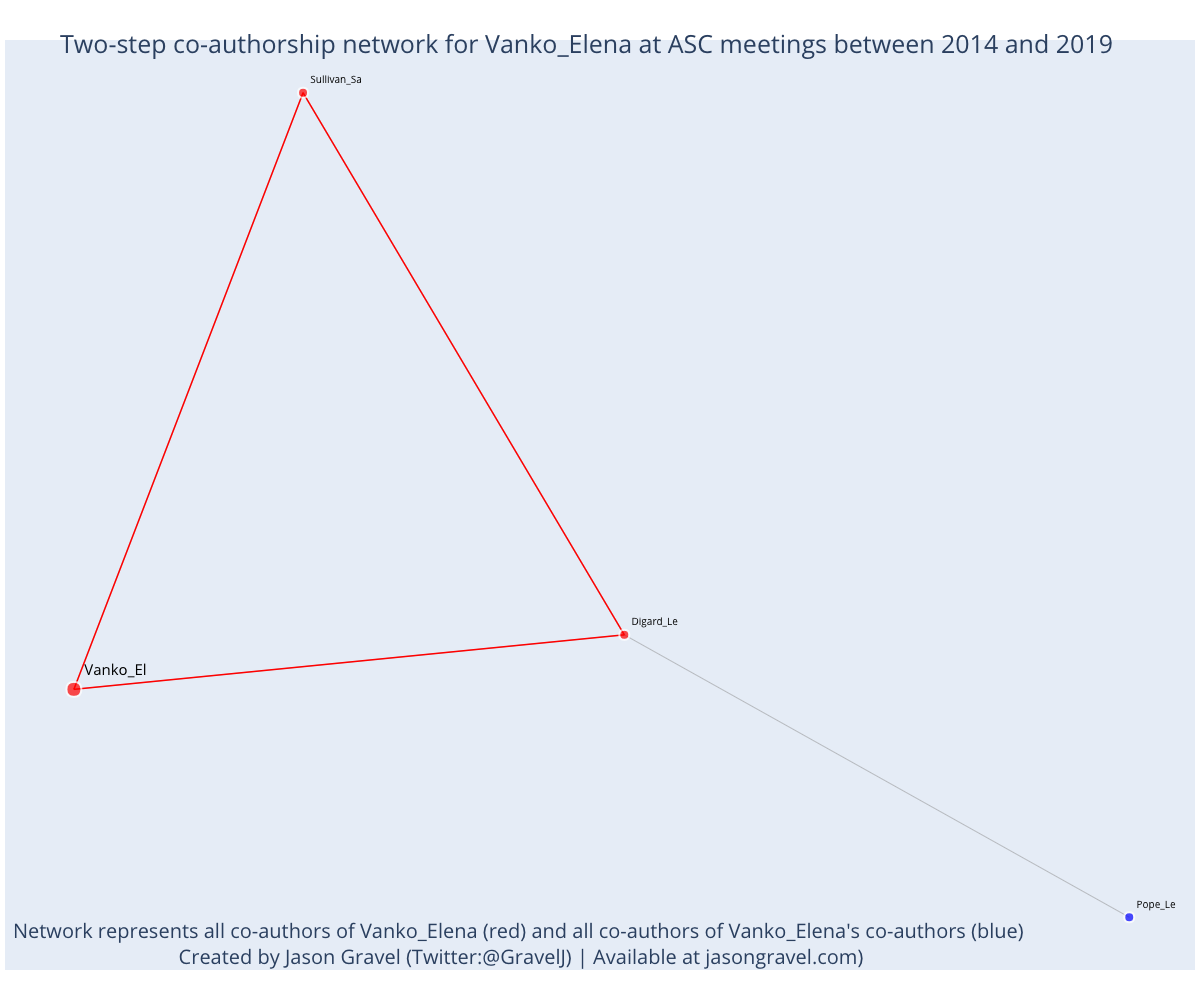 Two-step co-authorship network for Vanko_Elena at ASC meetings between 2014 and 2019
Sullivan_Sa
Digard_Le
Vanko_El
Pope_Le
Network represents all co-authors of Vanko_Elena (red) and all co-authors of Vanko_Elena's co-authors (blue)
Created by Jason Gravel (Twitter:@GravelJ) | Available at jasongravel.com)